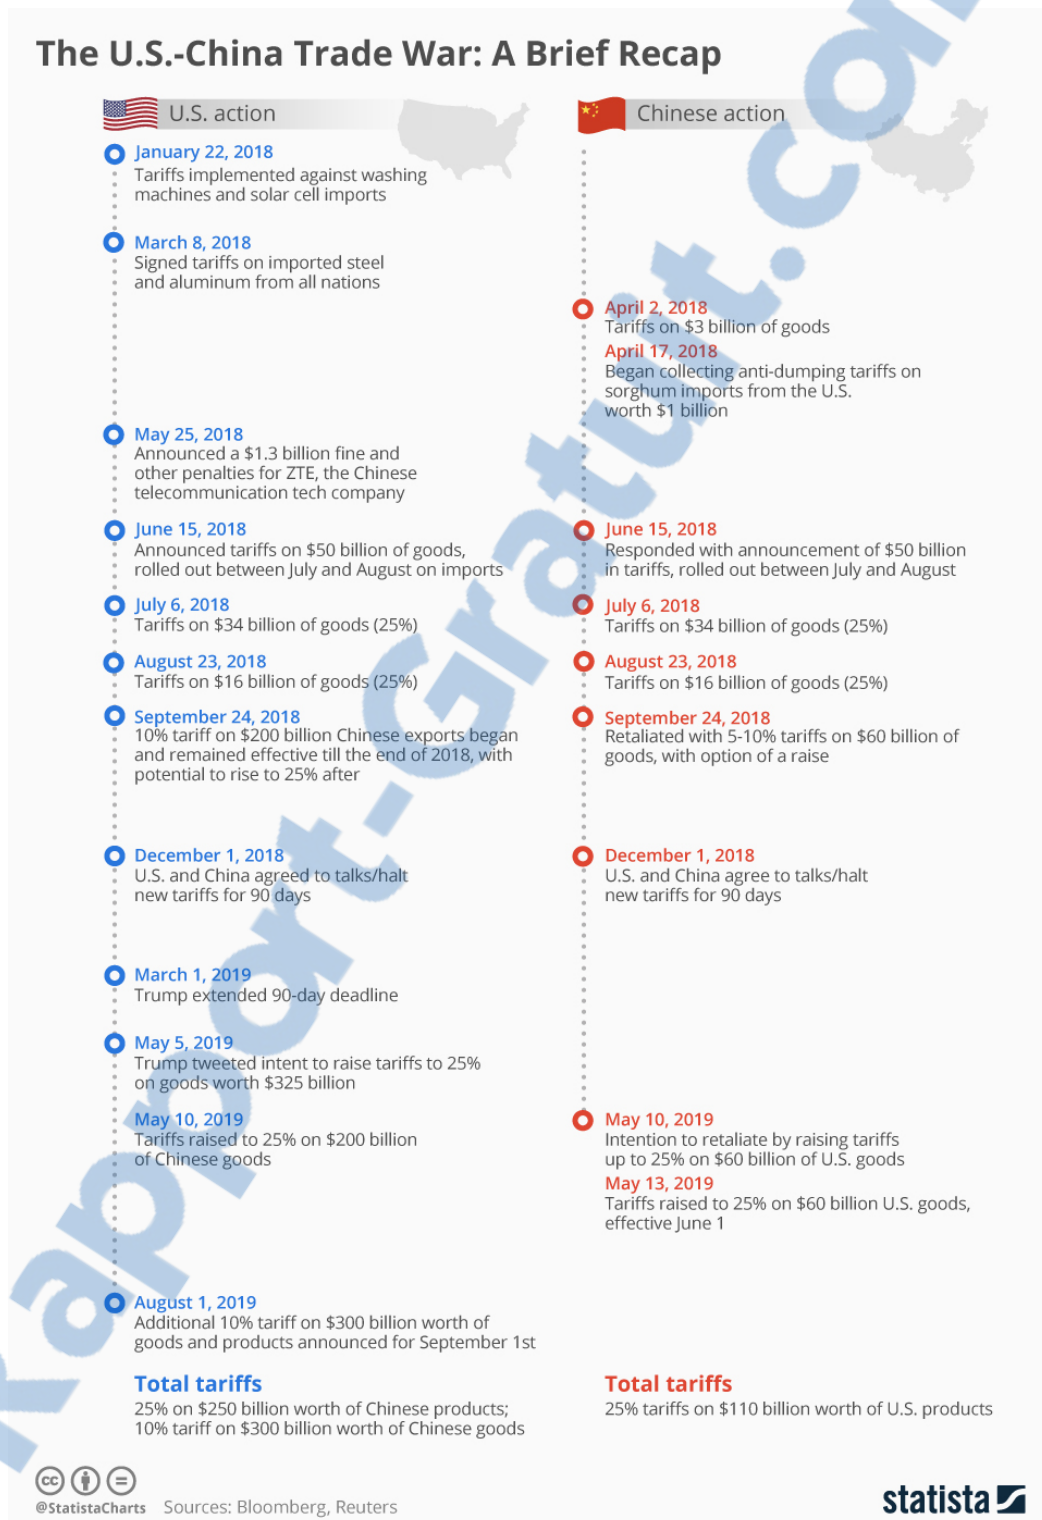 The U.S.-China Trade War: A Brief Recap
U.S. action
January 22, 2018
Tariffs implemented against washing
machines and solar cell imports
March 8, 2018
Signed tariffs on imported steel
and aluminum from all nations
May 25, 2018
Announced a $1.3 billion fine and
other penalties for ZTE, the Chinese
telecommunication tech company
June 15, 2018
Announced tariffs on $50 billion of goods,
rolled out between July and August on imports
July 6, 2018
Tariffs on $34 billion of goods (25%)
August 23, 2018
Tariffs on $16 billion of goods (25%)
September 24, 2018
10% tariff on $200 billion Chinese exports began
and remained effective till the end of 2018, with
potential to rise to 25% after
December 1, 2018
U.S. and China agreed to talks/halt
new tariffs for 90 days
March 1, 2019
Trump extended 90-day deadline
May 5, 2019
Trump tweeted intent to raise tariffs to 25%
on goods worth $325 billion
May 10, 2019
Tariffs raised to 25% on $200 billion
of Chinese goods
August 1, 2019
Additional 10% tariff on $300 billion worth of
goods and products announced for September 1st
Total tariffs
25% on $250 billion worth of Chinese products;
10% tariff on $300 billion worth of Chinese goods
Chinese action
April 2, 2018
Tariffs on $3 billion of goods
April 17, 2018
Began collecting anti-dumping tariffs on
sorghum imports from the U.S.
worth $1 billion
June 15, 2018
Responded with announcement of $50 billion
in tariffs, rolled out between July and August
July 6, 2018
Tariffs on $34 billion of goods (25%)
August 23, 2018
Tariffs on $16 billion of goods (25%)
September 24, 2018
Retaliated with 5-10% tariffs on $60 billion of
goods, with option of a raise
December 1, 2018
U.S. and China agree to talks/halt
new tariffs for 90 days
May 10, 2019
Intention to retaliate by raising tariffs
up to 25% on $60 billion of U.S. goods
May 13, 2019
Tariffs raised to 25% on $60 billion U.S. goods,
effective June 1
Total tariffs
25% tariffs on $110 billion worth of U.S. products
cc
@StatistaCharts Sources: Bloomberg, Reuters
statista
Rapport-Gratuit.com